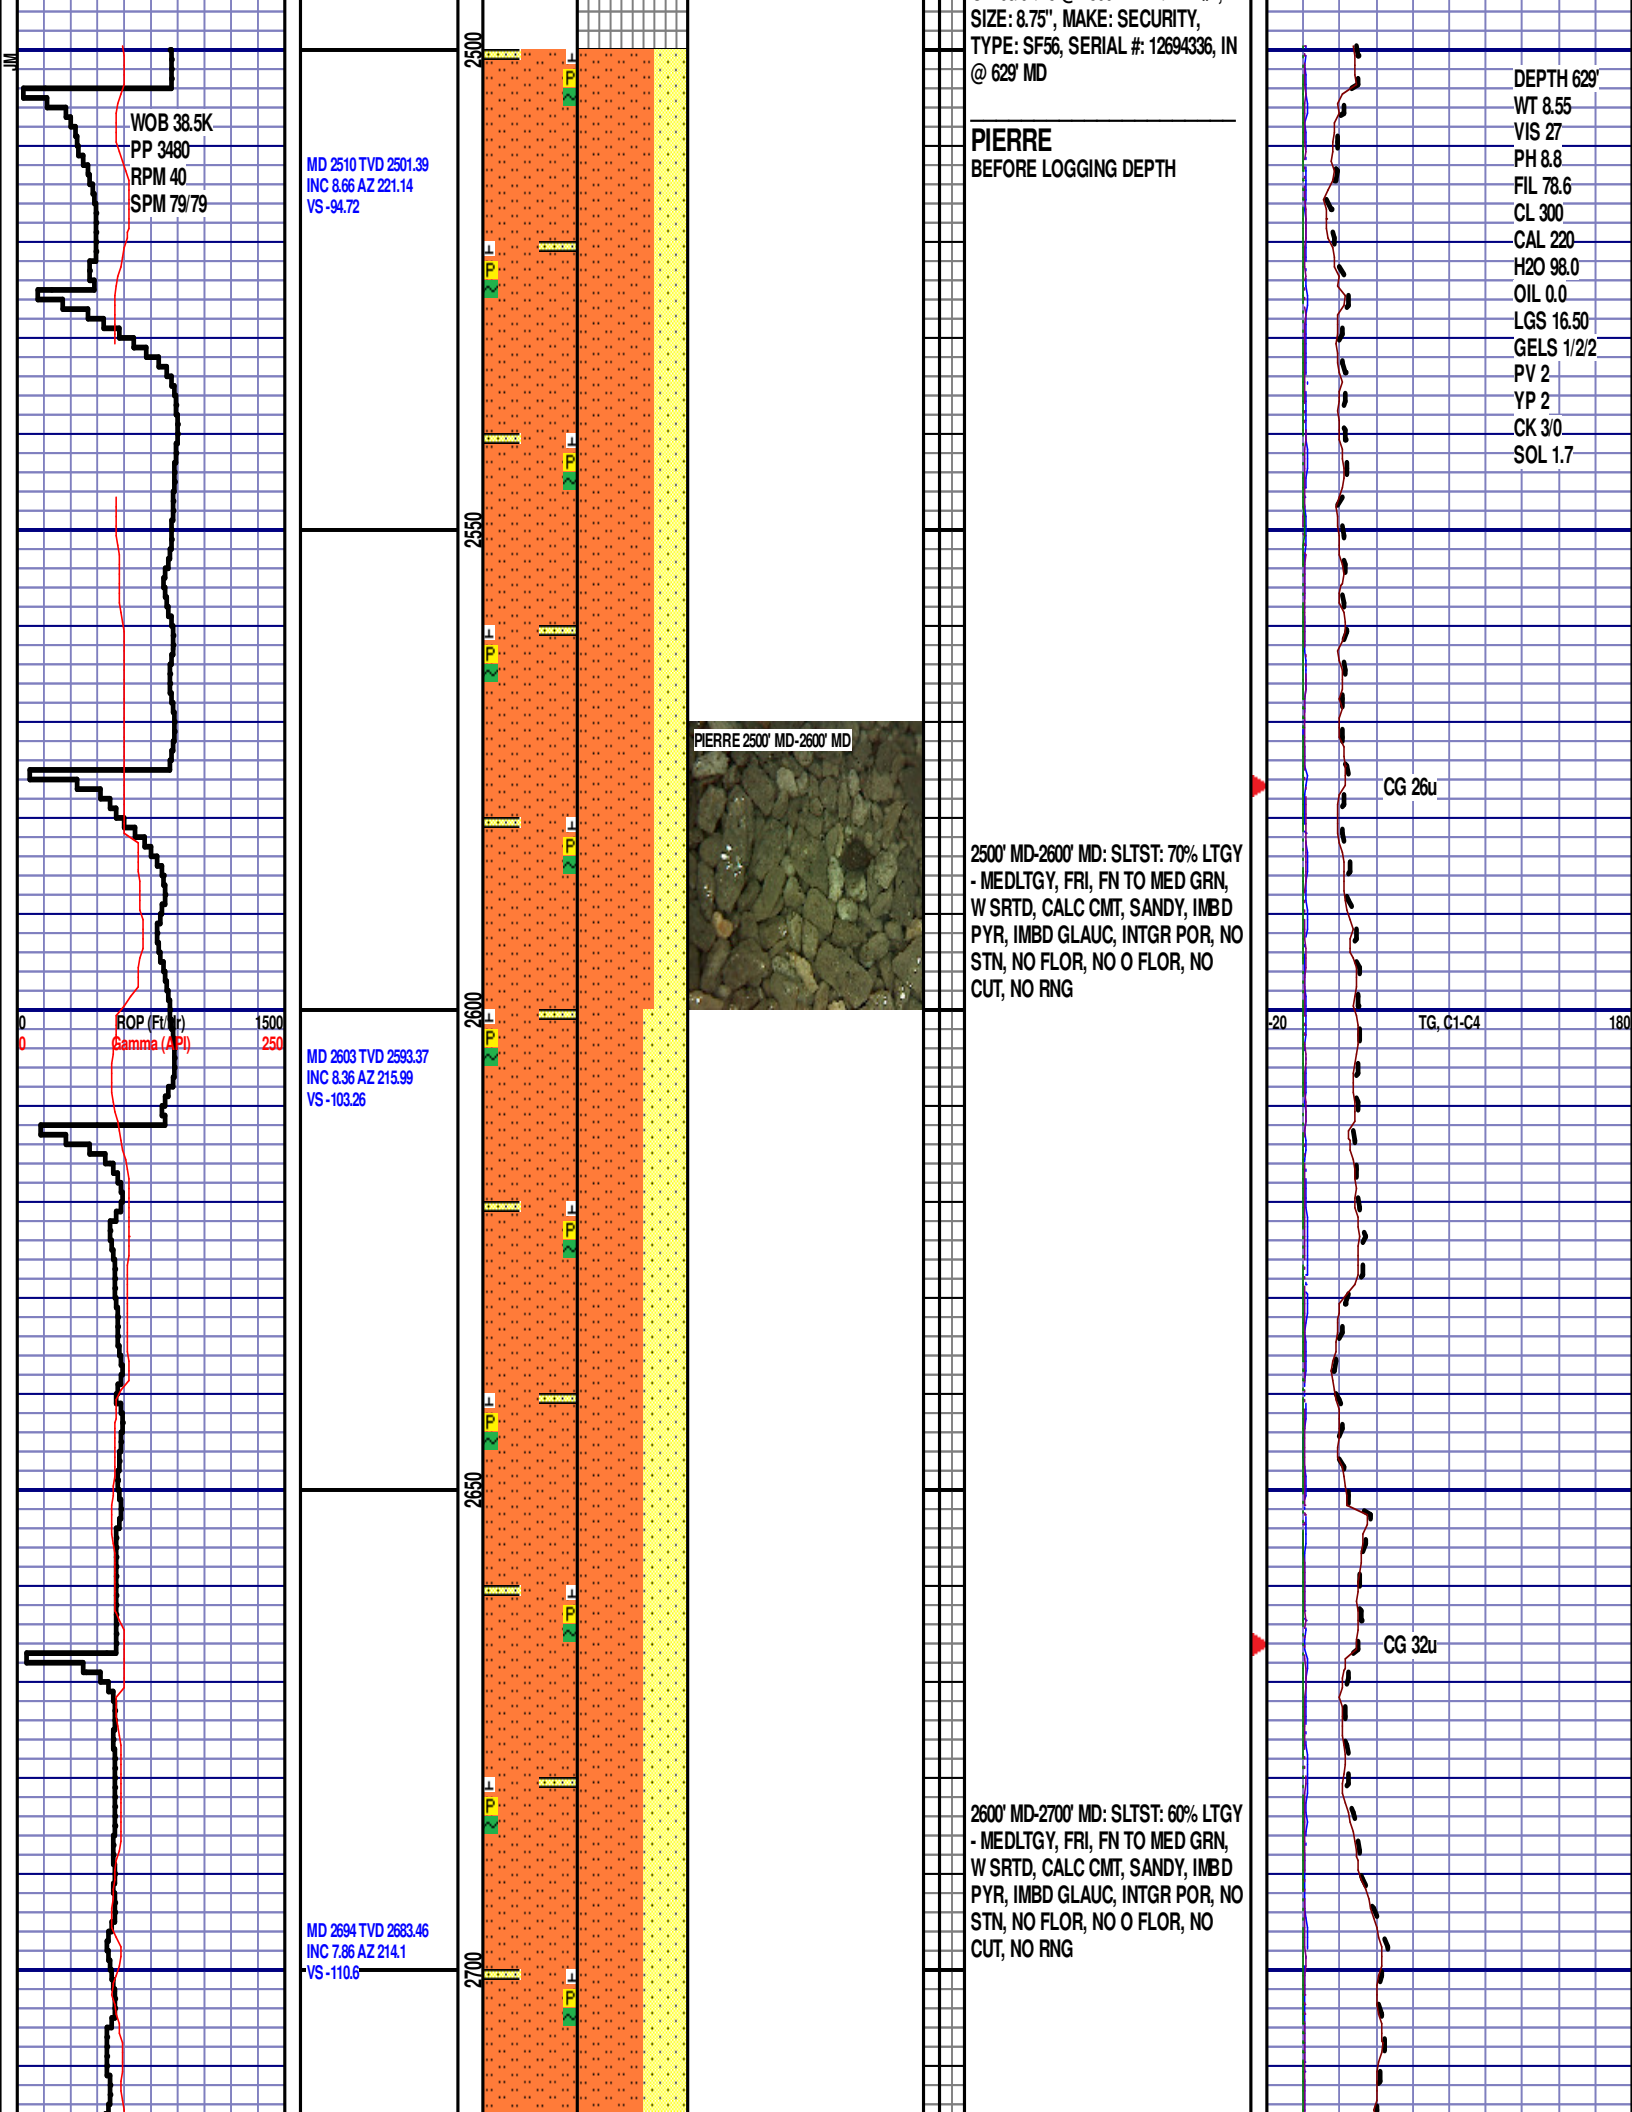 SIZE: 8.75", MAKE: SECURITY,
TYPE: SF56, SERIAL #: 12694336, IN
@ 629' MD
PIERRE
BEFORE LOGGING DEPTH
JM
WOB 38.5K
PP 3480
RPM 40
SPM 79/79
MD 2510 TVD 2501.39
INC 8.66 AZ 221.14
VS -94.72
2500
DEPTH 629'
WT 8.55
VIS 27
PH 8.8
FIL 78.6
CL 300
CAL 220
H2O 98.0
OIL 0.0
LGS 16.50
GELS 1/2/2
PV 2
YP 2
CK 3/0
SOL 1.7
2550
PIERRE 2500' MD-2600' MD
CG 26u
2500' MD-2600' MD: SLTST: 70% LTGY
- MEDLTGY, FRI, FN TO MED GRN,
W SRTD, CALC CMT, SANDY, IMBD
PYR, IMBD GLAUC, INTGR POR, NO
STN, NO FLOR, NO O FLOR, NO
CUT, NO RNG
2600
0 ROP (Ft/Hr) 1500
0 Gamma (API) 250
-20 TG, C1-C4 180
MD 2603 TVD 2593.37
INC 8.36 AZ 215.99
VS -103.26
2650
CG 32u
2600' MD-2700' MD: SLTST: 60% LTGY
- MEDLTGY, FRI, FN TO MED GRN,
W SRTD, CALC CMT, SANDY, IMBD
PYR, IMBD GLAUC, INTGR POR, NO
STN, NO FLOR, NO O FLOR, NO
CUT, NO RNG
MD 2694 TVD 2683.46
INC 7.86 AZ 214.1
VS -110.6
2700
P
P
P
P
P
P
P
P
P
P
P